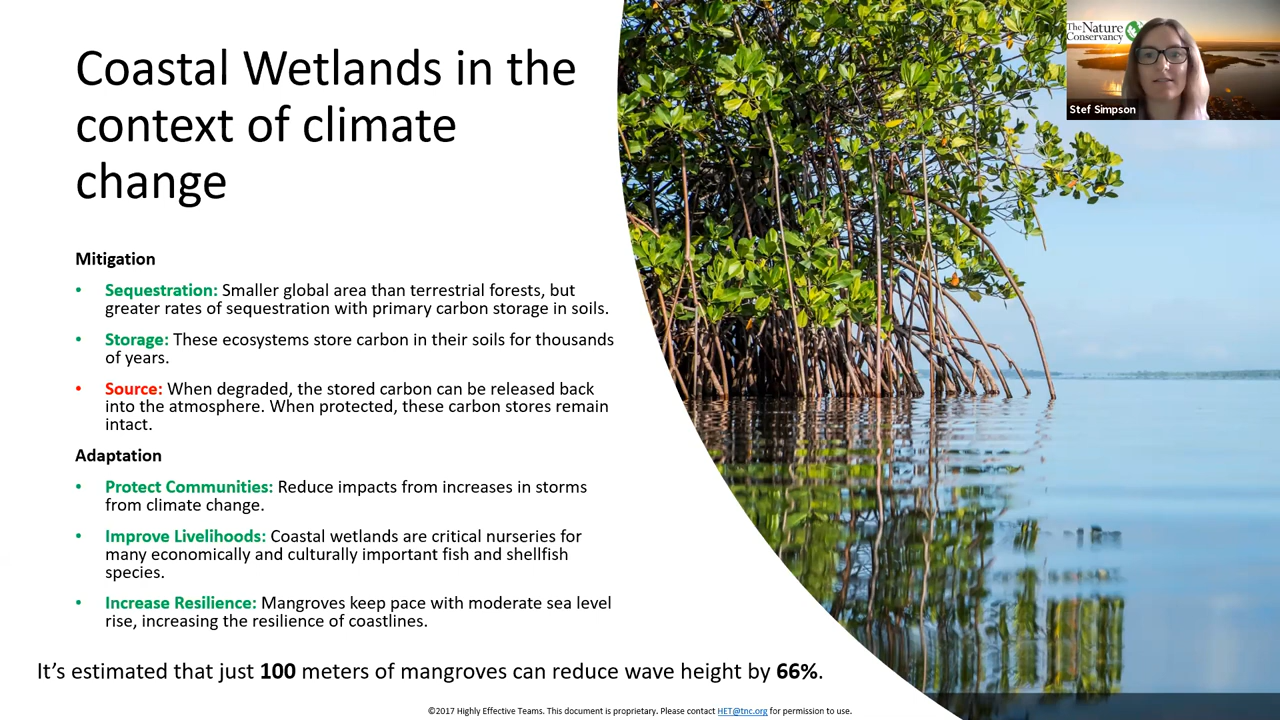 Coastal Wetlands in the
context of climate
change
Mitigation
• Sequestration: Smaller global area than terrestrial forests, but
greater rates of sequestration with primary carbon storage in soils.
• Storage: These ecosystems store carbon in their soils for thousands
of years.
• Source: When degraded, the stored carbon can be released back
into the atmosphere. When protected, these carbon stores remain
intact.
Adaptation
• Protect Communities: Reduce impacts from increases in storms
from climate change.
• Improve Livelihoods: Coastal wetlands are critical nurseries for
many economically and culturally important fish and shellfish
species.
• Increase Resilience: Mangroves keep pace with moderate sea level
rise, increasing the resilience of coastlines.
It’s estimated that just 100 meters of mangroves can reduce wave height by 66%.
©2017 Highly Effective Teams. This document is proprietary. Please contact HET@tnc.org for permission to use.
The Nature
Conservancy
Stef Simpson